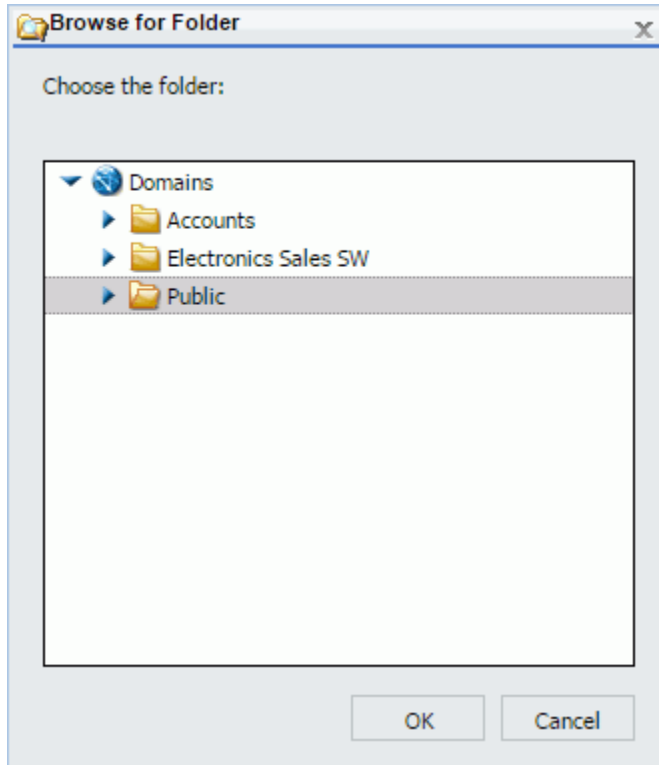 Browse for Folder
Choose the folder:
Domains
Accounts
Electronics Sales SW
Public
OK Cancel